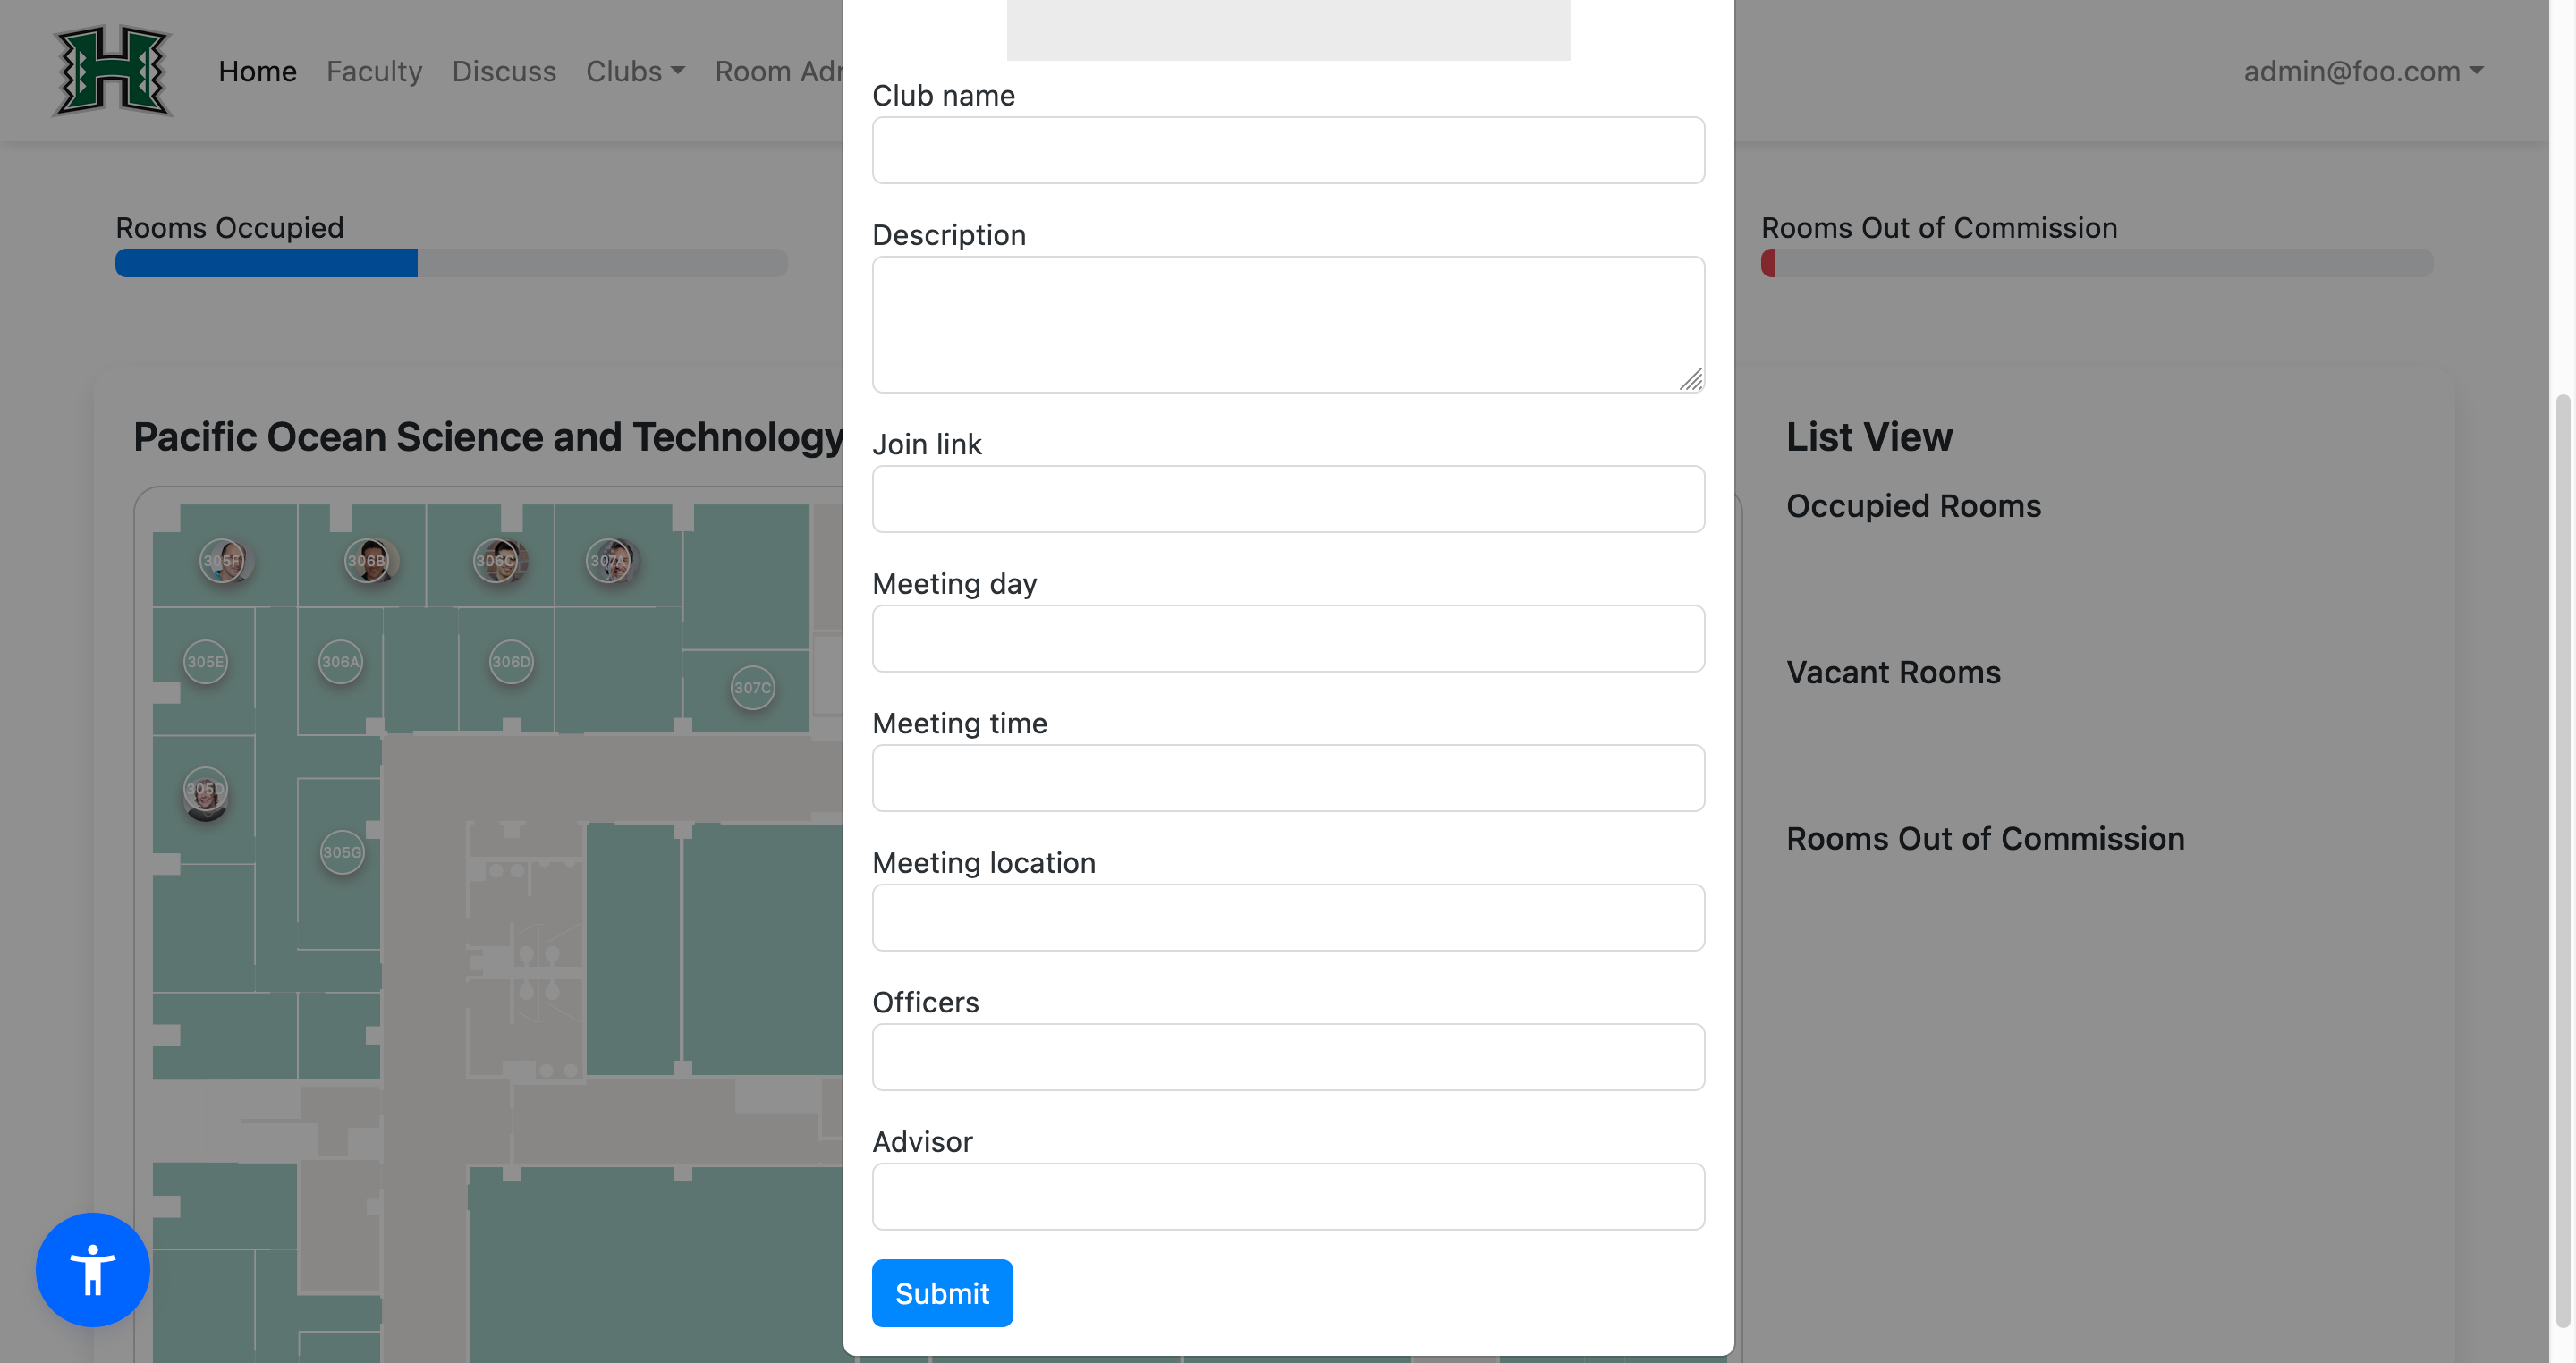 Home Faculty Discuss Clubs Room Adr
admin@foo.com
Rooms Occupied
Rooms Out of Commission
Club name
Description
Join link
Meeting day
Meeting time
Meeting location
Officers
Advisor
Submit
Pacific Ocean Science and Technology
305F 306B 306C 307A
305E 306A 306D 307C
305D
305G
List View
Occupied Rooms
Vacant Rooms
Rooms Out of Commission